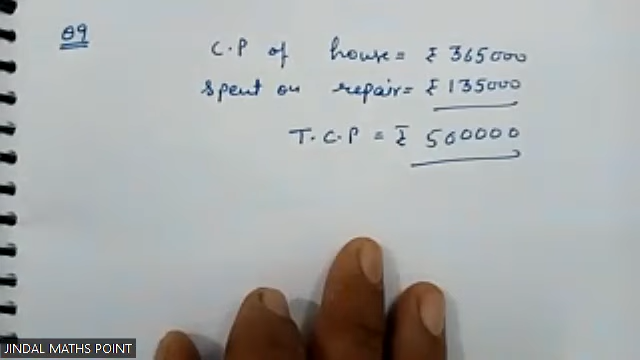 Q9
C.P of house = ₹ 365000
Spent on repair = ₹ 135000
T.C.P = ₹ 500000
JINDAL MATHS POINT